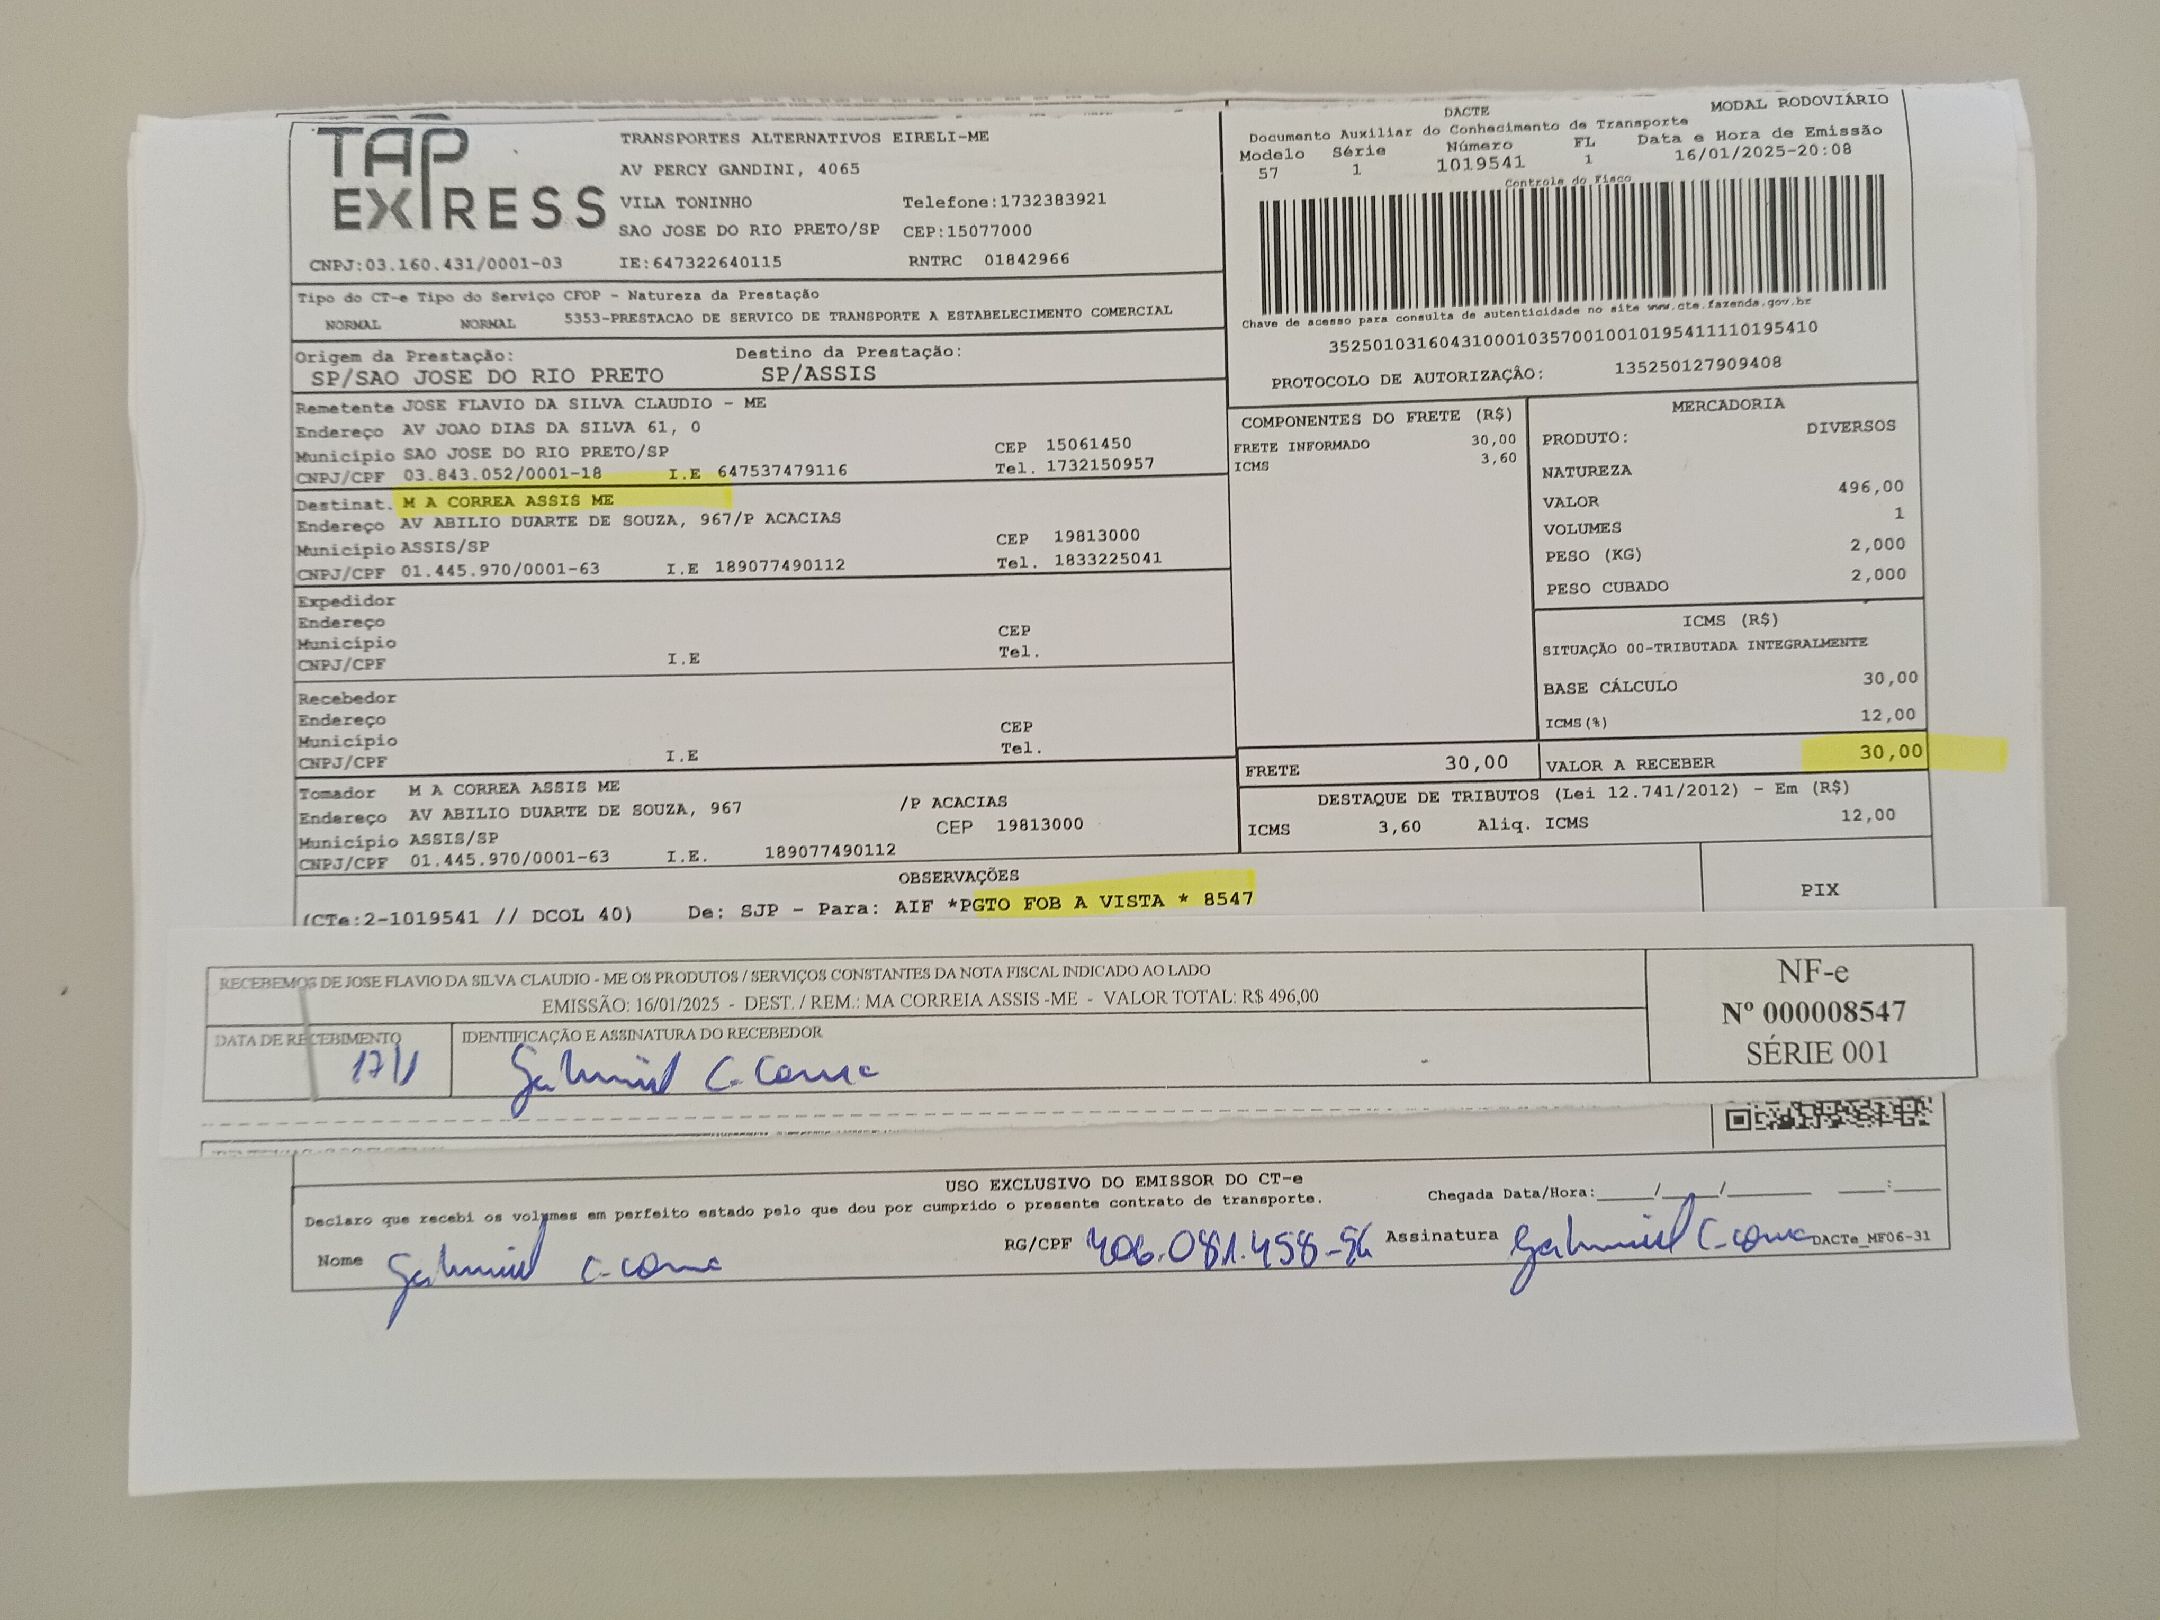 TAP EXPRESS
TRANSPORTES ALTERNATIVOS EIRELI-ME
AV PERCY GANDINI, 4065
VILA TONINHO Telefone:1732383921
SAO JOSE DO RIO PRETO/SP CEP:15077000
CNPJ:03.160.431/0001-03 IE:647322640115 RNTRC 01842966
DACTE MODAL RODOVIÁRIO
Documento Auxiliar do Conhecimento de Transporte
Modelo Série Número FL Data e Hora de Emissão
57 1 1019541 1 16/01/2025-20:08
Controle do Fisco
Chave de acesso para consulta de autenticidade no site www.cte.fazenda.gov.br
35250103160431000103570010010195411110195410
PROTOCOLO DE AUTORIZAÇÃO: 135250127909408
Tipo do CT-e Tipo do Serviço CFOP - Natureza da Prestação
NORMAL NORMAL 5353-PRESTACAO DE SERVICO DE TRANSPORTE A ESTABELECIMENTO COMERCIAL
Origem da Prestação: Destino da Prestação:
SP/SAO JOSE DO RIO PRETO SP/ASSIS
Remetente JOSE FLAVIO DA SILVA CLAUDIO - ME
Endereço AV JOAO DIAS DA SILVA 61, 0
Município SAO JOSE DO RIO PRETO/SP CEP 15061450
CNPJ/CPF 03.843.052/0001-18 I.E 647537479116 Tel. 1732150957
Destinat. M A CORREA ASSIS ME
Endereço AV ABILIO DUARTE DE SOUZA, 967/P ACACIAS
Município ASSIS/SP CEP 19813000
CNPJ/CPF 01.445.970/0001-63 I.E 189077490112 Tel. 1833225041
Expedidor
Endereço
Município CEP
CNPJ/CPF I.E Tel.
Recebedor
Endereço
Município CEP
CNPJ/CPF I.E Tel.
Tomador M A CORREA ASSIS ME
Endereço AV ABILIO DUARTE DE SOUZA, 967 /P ACACIAS
Município ASSIS/SP CEP 19813000
CNPJ/CPF 01.445.970/0001-63 I.E. 189077490112
COMPONENTES DO FRETE (R$)
FRETE INFORMADO 30,00
ICMS 3,60
MERCADORIA
PRODUTO: DIVERSOS
NATUREZA
VALOR 496,00
VOLUMES 1
PESO (KG) 2,000
PESO CUBADO 2,000
ICMS (R$)
SITUAÇÃO 00-TRIBUTADA INTEGRALMENTE
BASE CÁLCULO 30,00
ICMS(%) 12,00
FRETE 30,00 VALOR A RECEBER 30,00
DESTAQUE DE TRIBUTOS (Lei 12.741/2012) - Em (R$)
ICMS 3,60 Aliq. ICMS 12,00
OBSERVAÇÕES
(CTe:2-1019541 // DCOL 40) De: SJP - Para: AIF *PGTO FOB A VISTA * 8547
PIX
RECEBEMOS DE JOSE FLAVIO DA SILVA CLAUDIO - ME OS PRODUTOS / SERVIÇOS CONSTANTES DA NOTA FISCAL INDICADO AO LADO
EMISSÃO: 16/01/2025 - DEST. / REM.: MA CORREIA ASSIS -ME - VALOR TOTAL: R$ 496,00
DATA DE RECEBIMENTO IDENTIFICAÇÃO E ASSINATURA DO RECEBEDOR
17/1
NF-e
Nº 000008547
SÉRIE 001
USO EXCLUSIVO DO EMISSOR DO CT-e
Declaro que recebi os volumes em perfeito estado pelo que dou por cumprido o presente contrato de transporte.
Chegada Data/Hora:_____/_____/_______ ____:____
Nome RG/CPF 406.081.458-86 Assinatura
DACTe_MF06-31